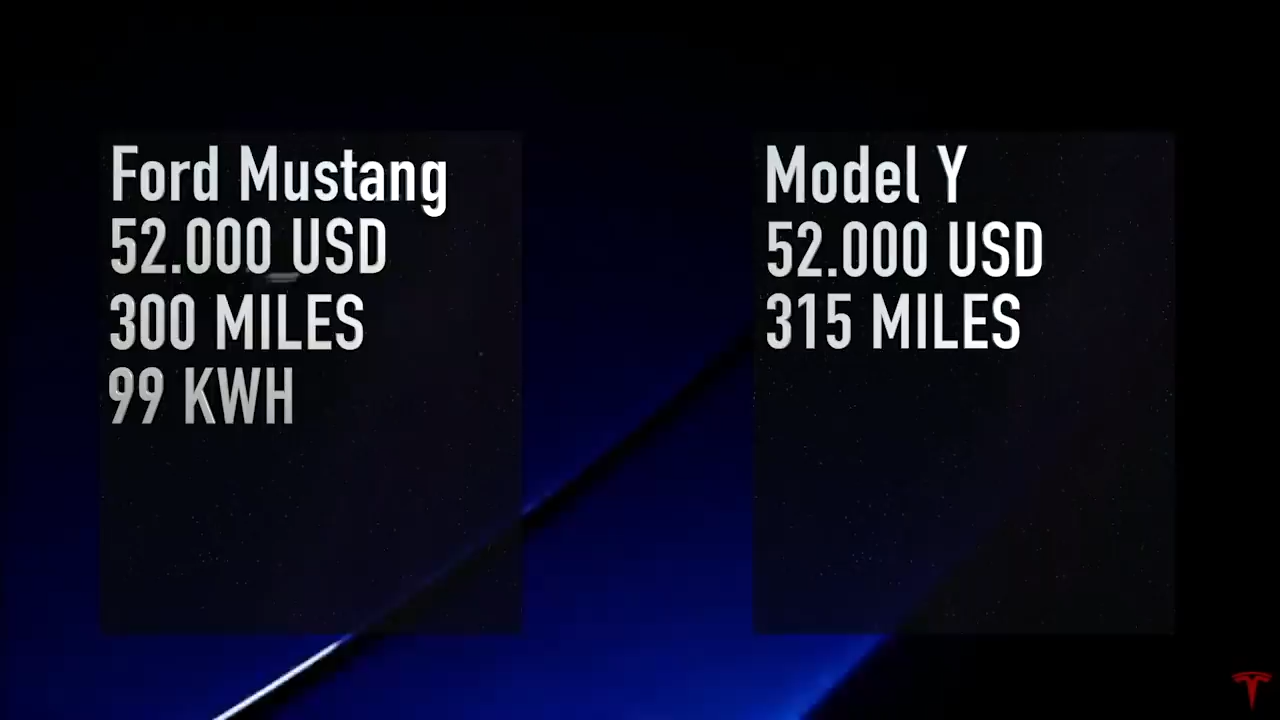 Ford Mustang
52.000 USD
300 MILES
99 KWH
Model Y
52.000 USD
315 MILES